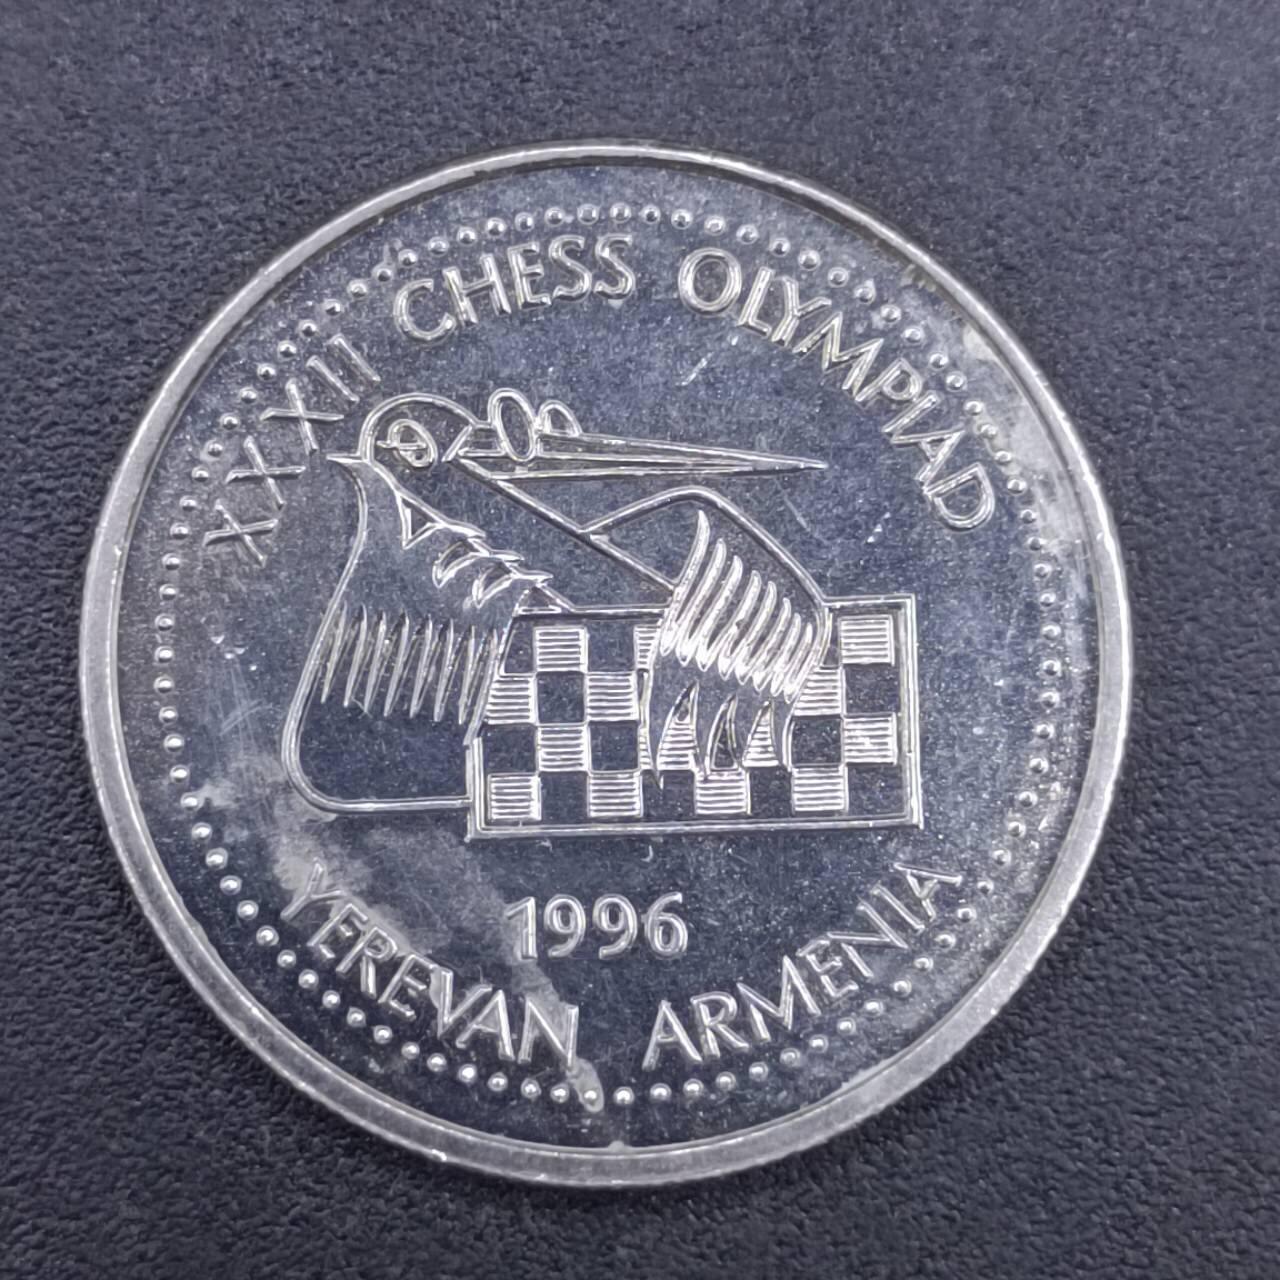 XXXII CHESS OLYMPIAD
1996
YEREVAN ARMENIA